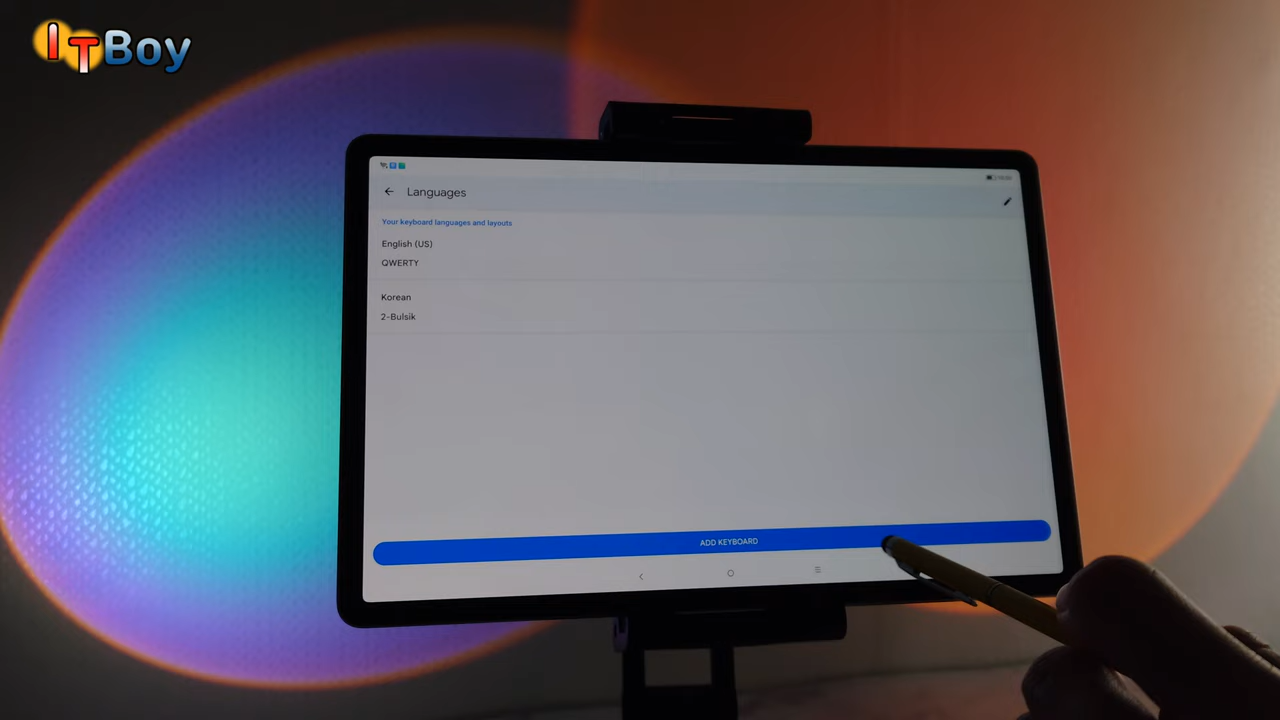 ITBoy
Languages
Your keyboard languages and layouts
English (US)
QWERTY
Korean
2-Bulsik
ADD KEYBOARD